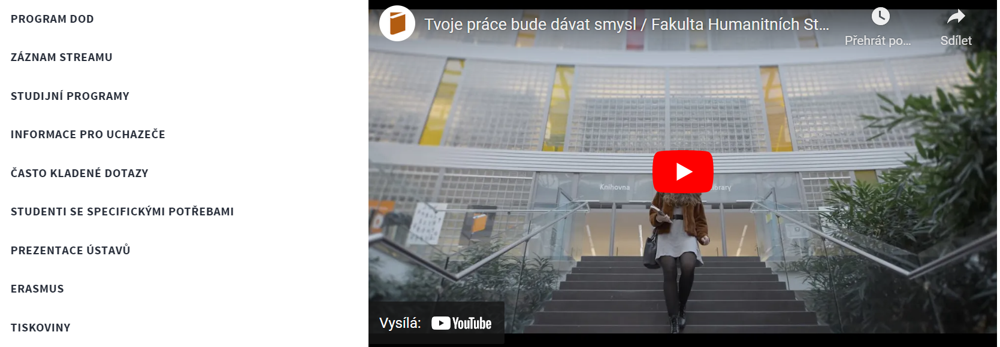 PROGRAM DOD
ZÁZNAM STREAMU
STUDIJNÍ PROGRAMY
INFORMACE PRO UCHAZEČE
ČASTO KLADENÉ DOTAZY
STUDENTI SE SPECIFICKÝMI POTŘEBAMI
PREZENTACE ÚSTAVŮ
ERASMUS
TISKOVINY
Tvoje práce bude dávat smysl / Fakulta Humanitních St...
Přehrát po...
Sdílet
Knihovna
Vysílá: YouTube